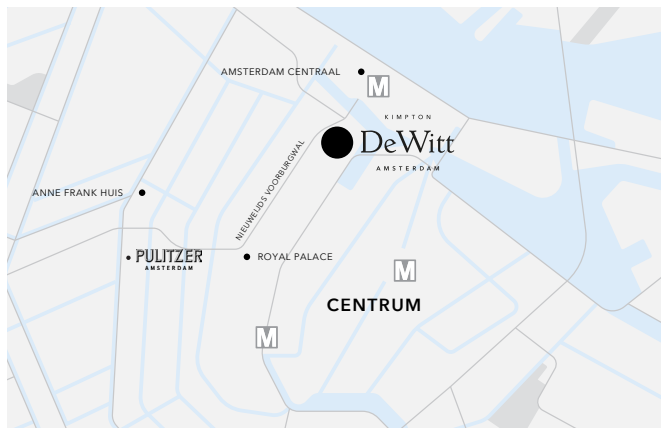 AMSTERDAM CENTRAAL
M
KIMPTON
DeWitt
AMSTERDAM
NIEUWEZIJDS VOORBURGWAL
ANNE FRANK HUIS
PULITZER
AMSTERDAM
ROYAL PALACE
M
CENTRUM
M